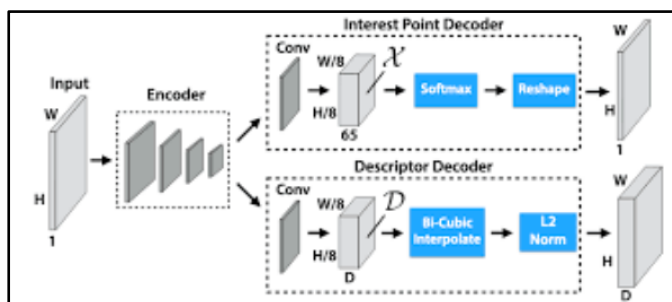 Interest Point Decoder
Conv
W/8
𝒳
Softmax
Reshape
H/8
65
W
H
1
Input
W
H
1
Encoder
Descriptor Decoder
Conv
W/8
𝒟
Bi-Cubic
Interpolate
L2
Norm
H/8
D
W
H
D